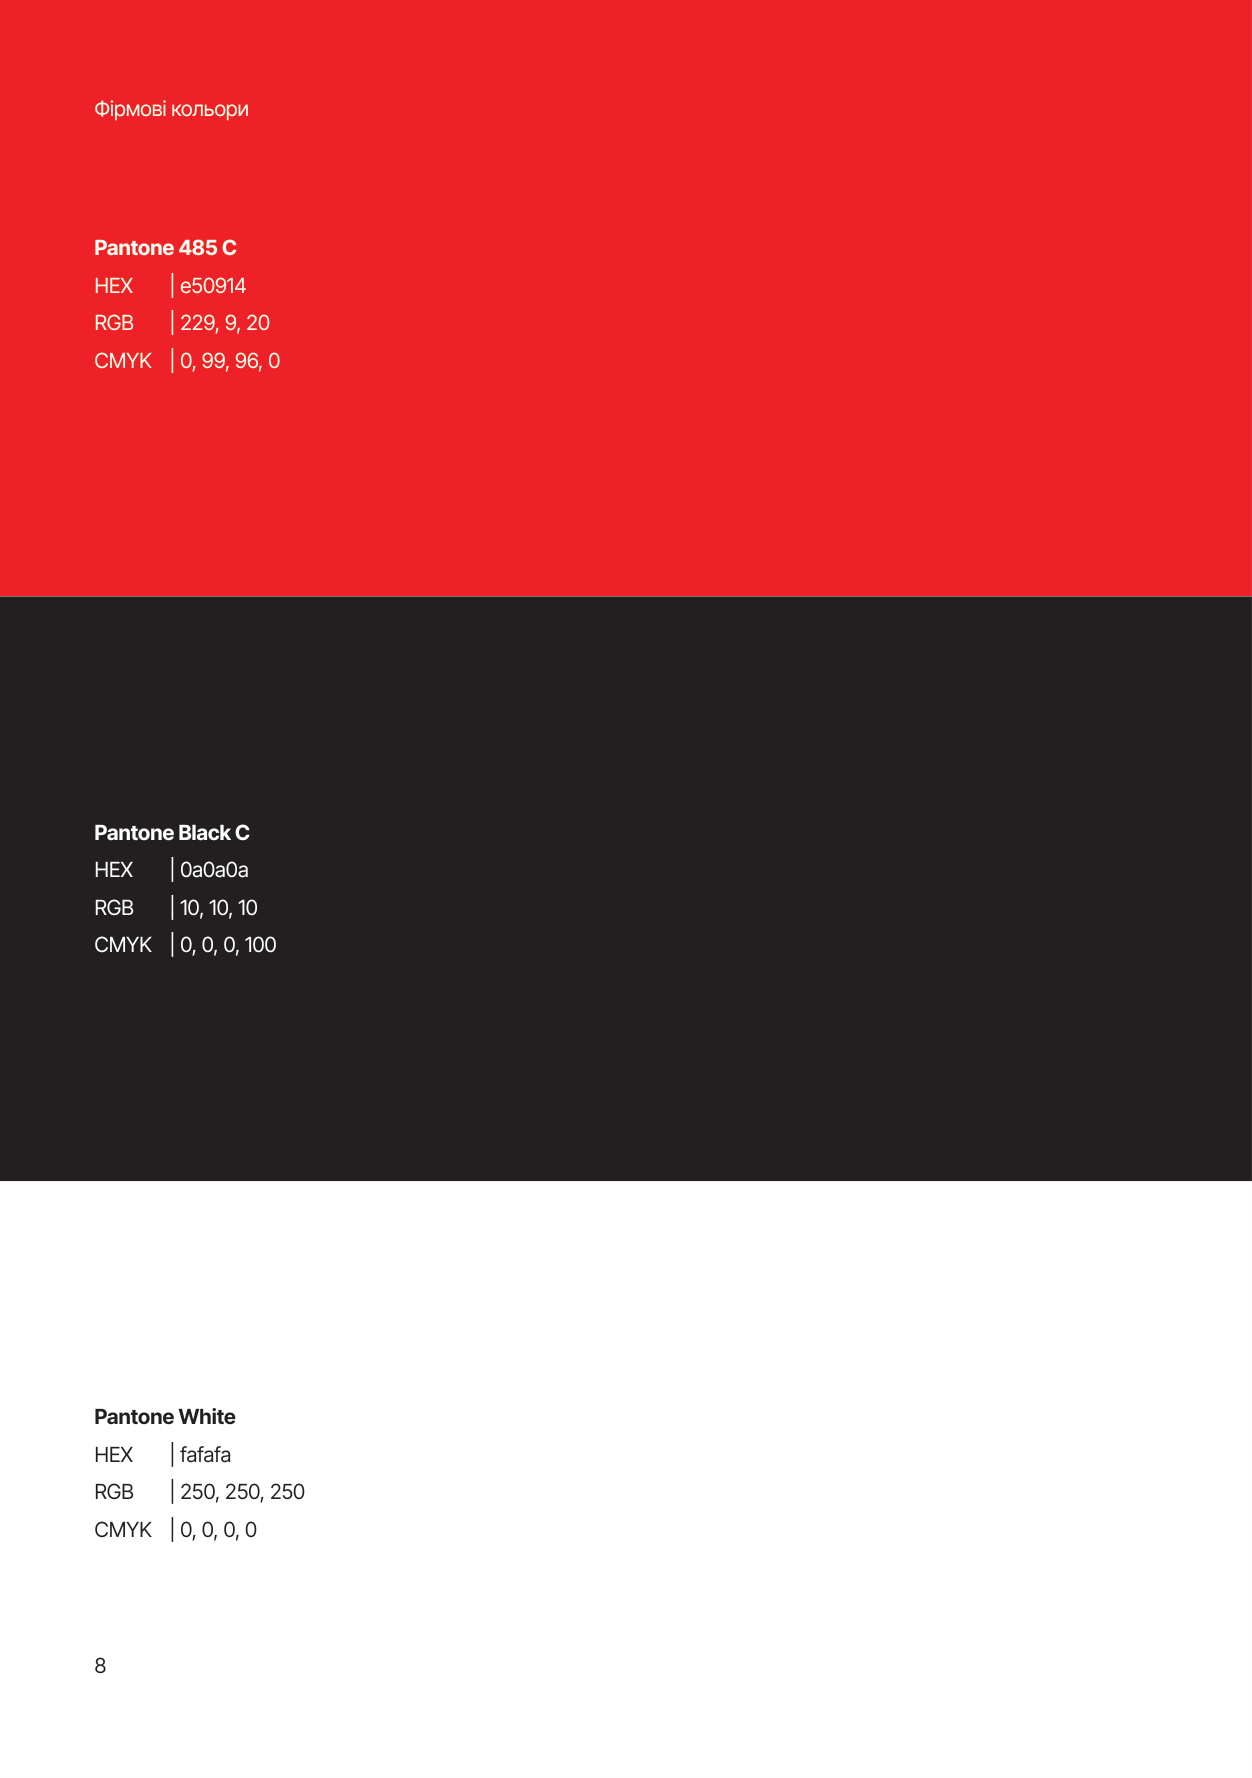 Фірмові кольори
Pantone 485 C
HEX | e50914
RGB | 229, 9, 20
CMYK | 0, 99, 96, 0
Pantone Black C
HEX | 0a0a0a
RGB | 10, 10, 10
CMYK | 0, 0, 0, 100
Pantone White
HEX | fafafa
RGB | 250, 250, 250
CMYK | 0, 0, 0, 0
8